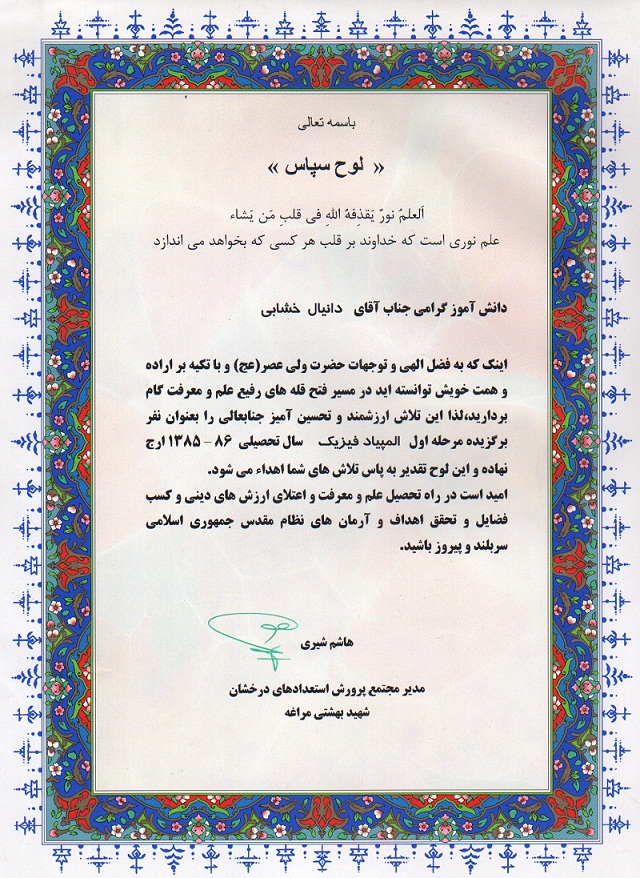 باسمه تعالی
« لوح سپاس »
اَلعلمُ نورٌ یَقذِفهُ اللهِ فی قلبِ مَن یَشاء
علم نوری است که خداوند بر قلب هر کسی که بخواهد می اندازد
دانش آموز گرامی جناب آقای دانیال خشابی
اینک که به فضل الهی و توجهات حضرت ولی عصر(عج) و با تکیه بر اراده
و همت خویش توانسته اید در مسیر فتح قله های رفیع علم و معرفت گام
بردارید،لذا این تلاش ارزشمند و تحسین آمیز جنابعالی را بعنوان نفر
برگزیده مرحله اول المپیاد فیزیک سال تحصیلی ۸۶ – ۱۳۸۵ ارج
نهاده و این لوح تقدیر به پاس تلاش های شما اهداء می شود.
امید است در راه تحصیل علم و معرفت و اعتلای ارزش های دینی و کسب
فضایل و تحقق اهداف و آرمان های نظام مقدس جمهوری اسلامی
سربلند و پیروز باشید.
هاشم شیری
مدیر مجتمع پرورش استعدادهای درخشان
شهید بهشتی مراغه